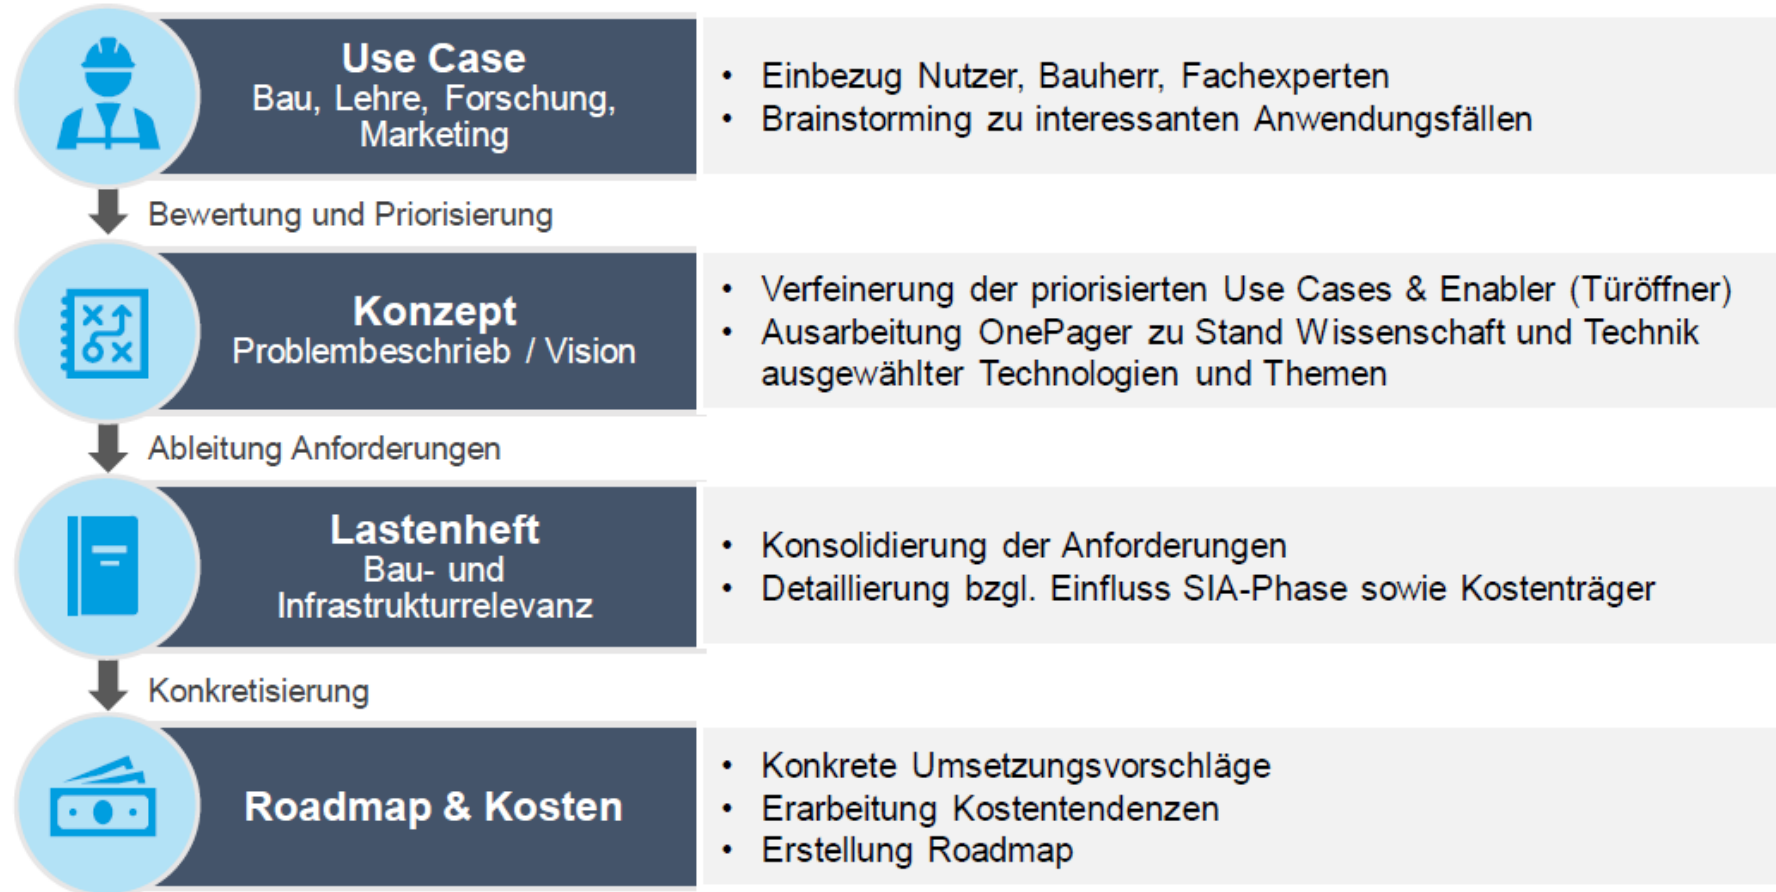 Use Case
Bau, Lehre, Forschung,
Marketing
• Einbezug Nutzer, Bauherr, Fachexperten
• Brainstorming zu interessanten Anwendungsfällen
Bewertung und Priorisierung
Konzept
Problembeschrieb / Vision
• Verfeinerung der priorisierten Use Cases & Enabler (Türöffner)
• Ausarbeitung OnePager zu Stand Wissenschaft und Technik
ausgewählter Technologien und Themen
Ableitung Anforderungen
Lastenheft
Bau- und
Infrastrukturrelevanz
• Konsolidierung der Anforderungen
• Detaillierung bzgl. Einfluss SIA-Phase sowie Kostenträger
Konkretisierung
Roadmap & Kosten
• Konkrete Umsetzungsvorschläge
• Erarbeitung Kostentendenzen
• Erstellung Roadmap